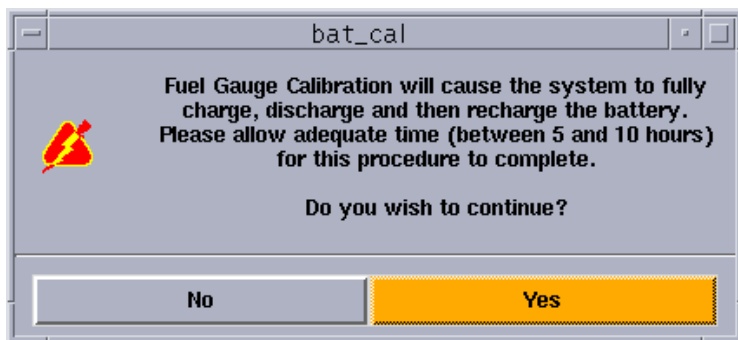 bat_cal
Fuel Gauge Calibration will cause the system to fully
charge, discharge and then recharge the battery.
Please allow adequate time (between 5 and 10 hours)
for this procedure to complete.
Do you wish to continue?
No
Yes